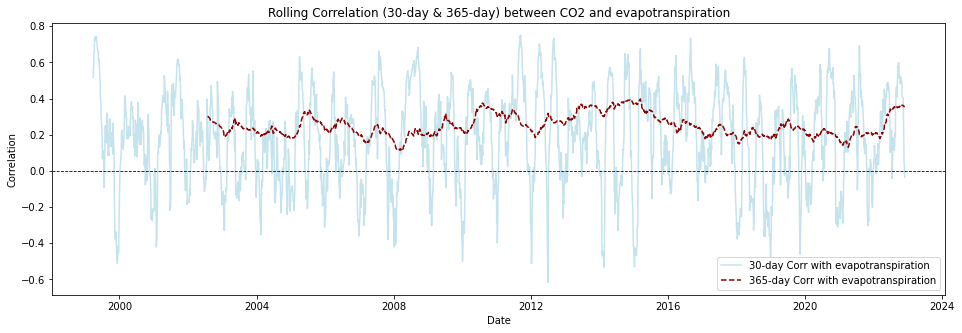 Rolling Correlation (30-day & 365-day) between CO2 and evapotranspiration
0.8
0.6
0.4
0.2
0.0
−0.2
−0.4
−0.6
Correlation
30-day Corr with evapotranspiration
365-day Corr with evapotranspiration
2000 2004 2008 2012 2016 2020 2024
Date